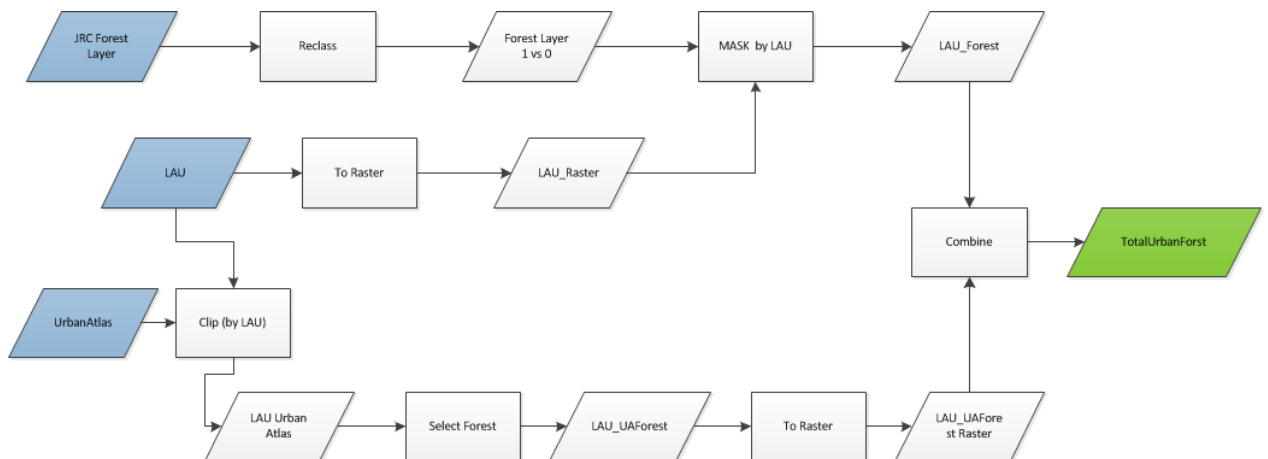 JRC Forest
Layer
Reclass
Forest Layer
1 vs 0
MASK by LAU
LAU_Forest
LAU
To Raster
LAU_Raster
Combine
TotalUrbanForst
UrbanAtlas
Clip (by LAU)
LAU Urban
Atlas
Select Forest
LAU_UAForest
To Raster
LAU_UAFore
st Raster